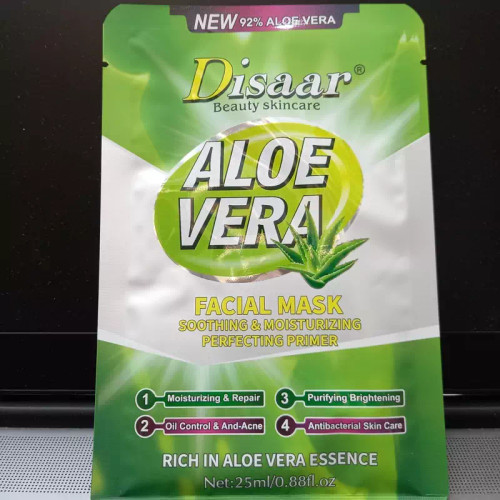 NEW 92% ALOE VERA
Disaar®
Beauty skincare
ALOE
VERA
FACIAL MASK
SOOTHING & MOISTURIZING
PERFECTING PRIMER
1 Moisturizing & Repair 3 Purifying Brightening
2 Oil Control & And-Acne 4 Antibacterial Skin Care
RICH IN ALOE VERA ESSENCE
Net:25ml/0.88fl.oz